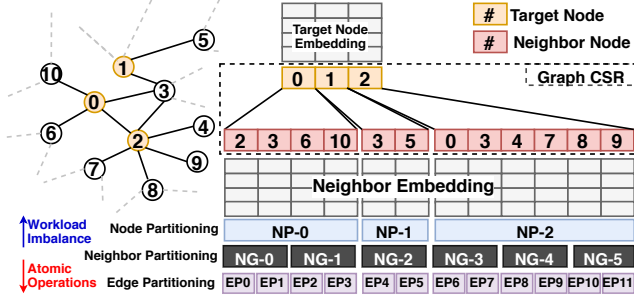 5
1
10
3
0
6
2
4
9
7
8
Target Node
Embedding
# Target Node
# Neighbor Node
Graph CSR
0 1 2
2 3 6 10 3 5 0 3 4 7 8 9
Neighbor Embedding
Workload
Imbalance
Atomic
Operations
Node Partitioning NP-0 NP-1 NP-2
Neighbor Partitioning NG-0 NG-1 NG-2 NG-3 NG-4 NG-5
Edge Partitioning EP0 EP1 EP2 EP3 EP4 EP5 EP6 EP7 EP8 EP9 EP10 EP11